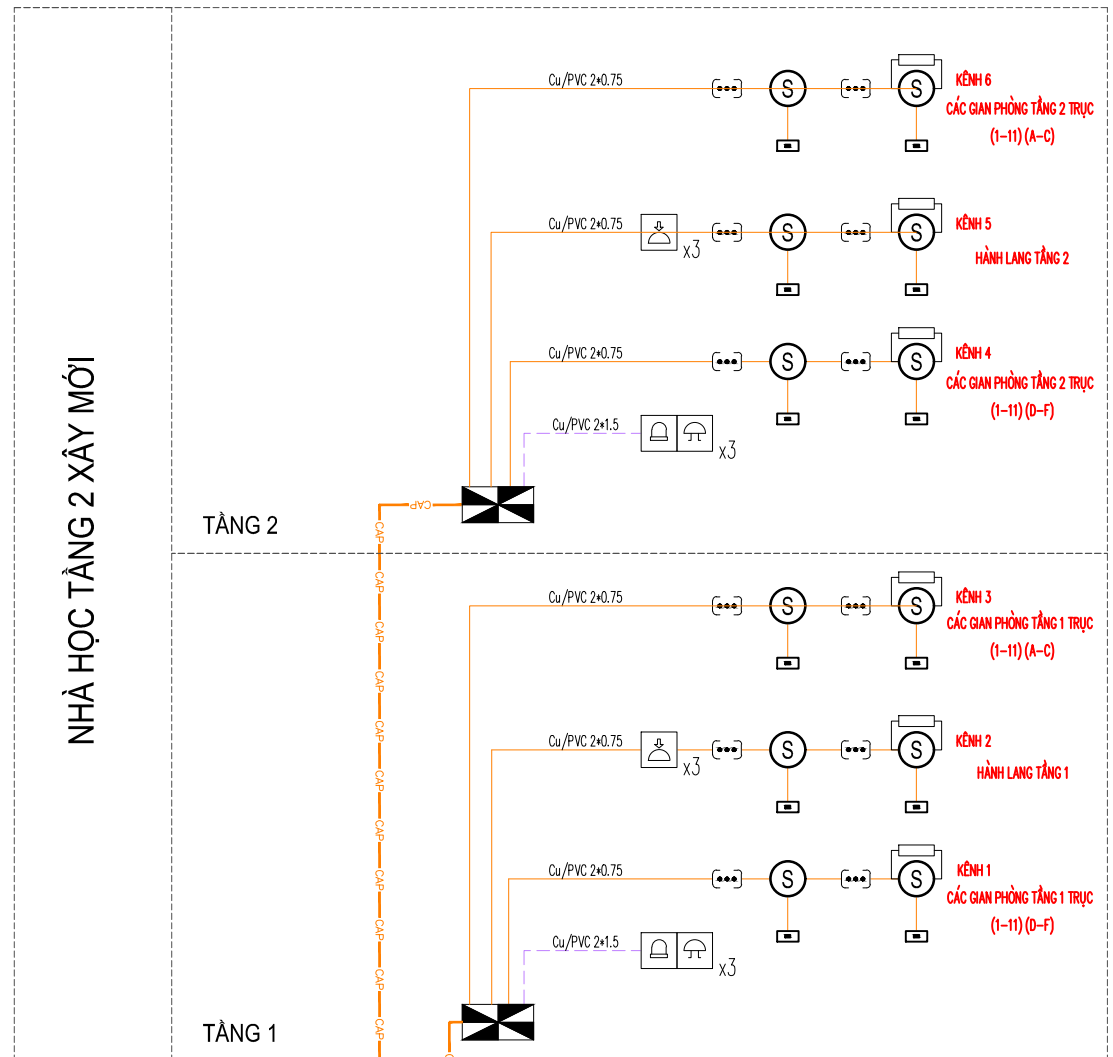 NHÀ HỌC TẦNG 2 XÂY MỚI
Cu/PVC 2*0.75
S
S
KÊNH 6
CÁC GIAN PHÒNG TẦNG 2 TRỤC
(1-11) (A-C)
Cu/PVC 2*0.75
x3
S
S
KÊNH 5
HÀNH LANG TẦNG 2
Cu/PVC 2*0.75
S
S
KÊNH 4
CÁC GIAN PHÒNG TẦNG 2 TRỤC
(1-11) (D-F)
Cu/PVC 2*1.5
x3
CAP
TẦNG 2
CAP
CAP
CAP
CAP
CAP
CAP
CAP
CAP
CAP
CAP
CAP
Cu/PVC 2*0.75
S
S
KÊNH 3
CÁC GIAN PHÒNG TẦNG 1 TRỤC
(1-11) (A-C)
Cu/PVC 2*0.75
x3
S
S
KÊNH 2
HÀNH LANG TẦNG 1
Cu/PVC 2*0.75
S
S
KÊNH 1
CÁC GIAN PHÒNG TẦNG 1 TRỤC
(1-11) (D-F)
Cu/PVC 2*1.5
x3
TẦNG 1